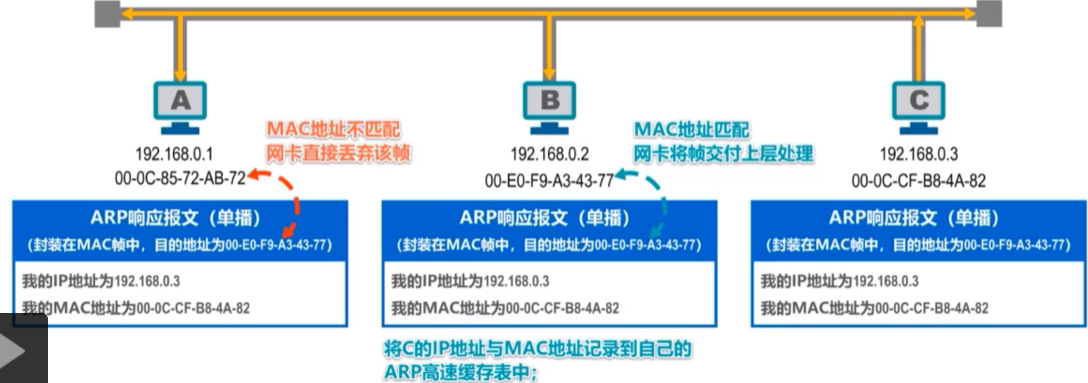 A
B
C
MAC地址不匹配
网卡直接丢弃该帧
MAC地址匹配
网卡将帧交付上层处理
192.168.0.1
00-0C-85-72-AB-72
192.168.0.2
00-E0-F9-A3-43-77
192.168.0.3
00-0C-CF-B8-4A-82
ARP响应报文（单播）
（封装在MAC帧中，目的地址为00-E0-F9-A3-43-77）
我的IP地址为192.168.0.3
我的MAC地址为00-0C-CF-B8-4A-82
ARP响应报文（单播）
（封装在MAC帧中，目的地址为00-E0-F9-A3-43-77）
我的IP地址为192.168.0.3
我的MAC地址为00-0C-CF-B8-4A-82
ARP响应报文（单播）
（封装在MAC帧中，目的地址为00-E0-F9-A3-43-77）
我的IP地址为192.168.0.3
我的MAC地址为00-0C-CF-B8-4A-82
将C的IP地址与MAC地址记录到自己的
ARP高速缓存表中；